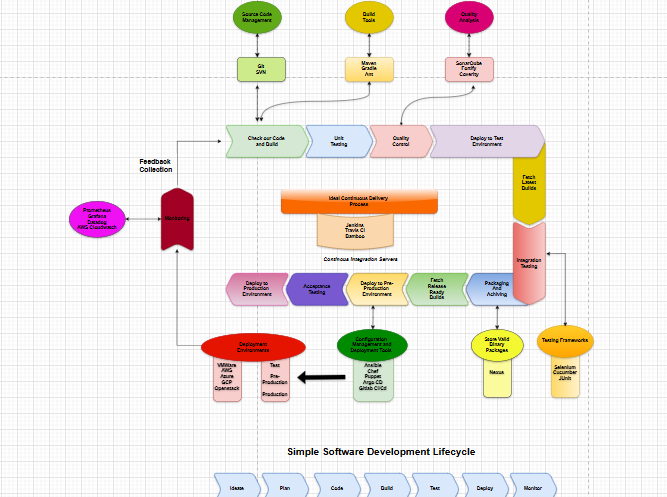 Source Code
Management
Build
Tools
Quality
Analysis
Git
SVN
Maven
Gradle
Ant
SonarQube
Fortify
Coverity
Check our Code
and Build
Unit
Testing
Quality
Control
Deploy to Test
Environment
Feedback
Collection
Fetch
Latest
Builds
Ideal Continuous Delivery
Process
Prometheus
Grafana
Datadog
AWS Cloudwatch
Monitoring
Jenkins
Travis CI
Bamboo
Continous Integration Servers
Integration
Testing
Deploy to
Production
Environment
Acceptance
Testing
Deploy to Pre-
Production
Environment
Fetch
Release
Ready
Builds
Packaging
And
Achiving
Deployment
Environments
Configuration
Management and
Deployment Tools
Store Valid
Binary
Packages
Testing Frameworks
VMWare
AWS
Azure
GCP
Openstack
Test
Pre-
Production
Production
Ansible
Chef
Puppet
Argo CD
Gitlab CI/Cd
Nexus
Selenium
Cucumber
JUnit
Simple Software Development Lifecycle
Ideate
Plan
Code
Build
Test
Deploy
Monitor